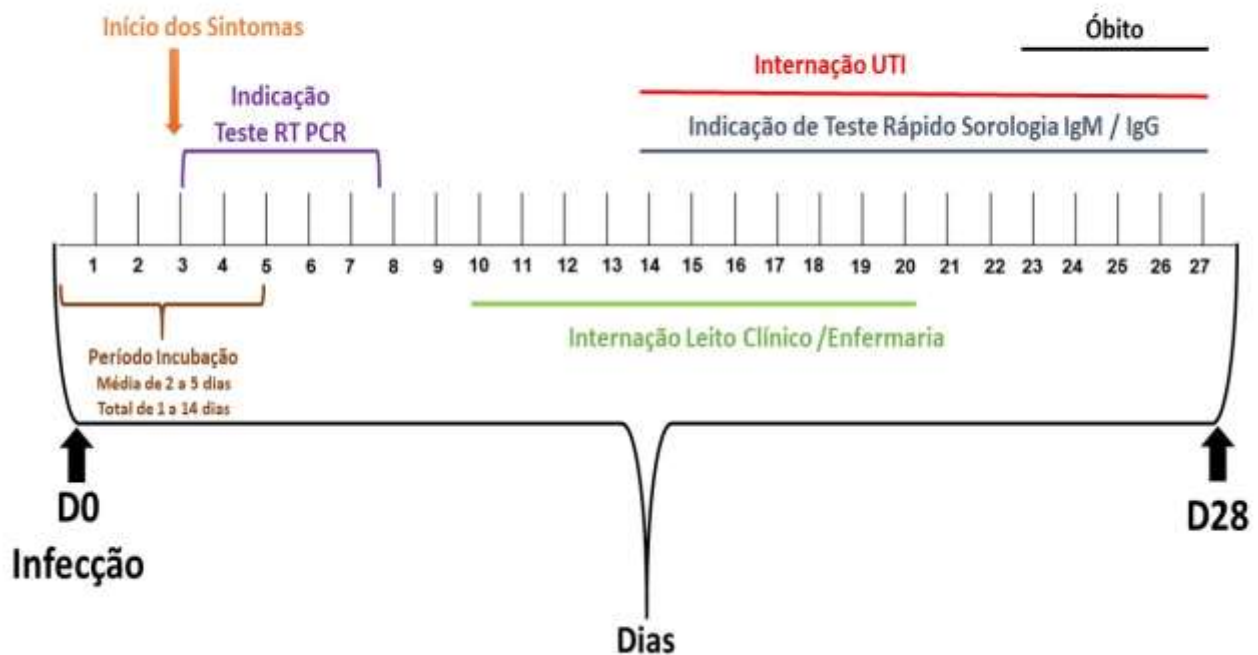 Início dos Sintomas
Óbito
Internação UTI
Indicação
Teste RT PCR
Indicação de Teste Rápido Sorologia IgM / IgG
1 2 3 4 5 6 7 8 9 10 11 12 13 14 15 16 17 18 19 20 21 22 23 24 25 26 27
Internação Leito Clínico /Enfermaria
Período Incubação
Média de 2 a 5 dias
Total de 1 a 14 dias
D0
Infecção
D28
Dias